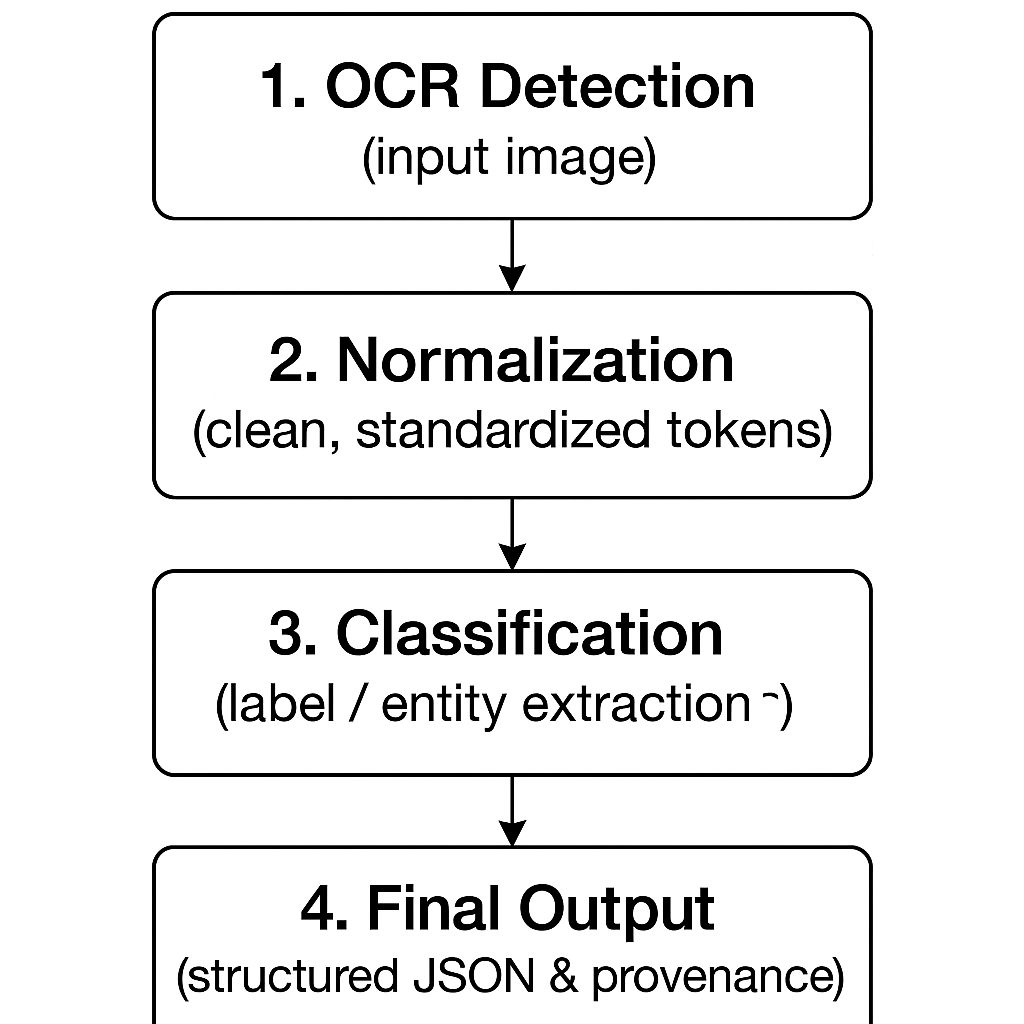 1. OCR Detection
(input image)
2. Normalization
(clean, standardized tokens)
3. Classification
(label / entity extraction ~)
4. Final Output
(structured JSON & provenance)